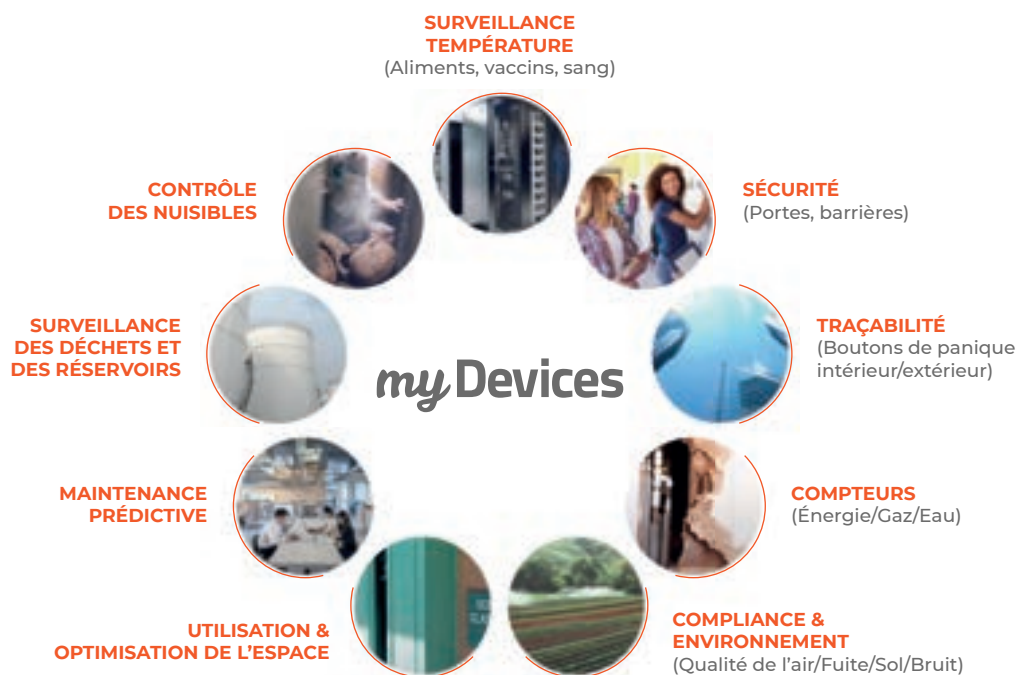 SURVEILLANCE
TEMPÉRATURE
(Aliments, vaccins, sang)
CONTRÔLE
DES NUISIBLES
SÉCURITÉ
(Portes, barrières)
SURVEILLANCE
DES DÉCHETS ET
DES RÉSERVOIRS
TRAÇABILITÉ
(Boutons de panique
intérieur/extérieur)
myDevices
MAINTENANCE
PRÉDICTIVE
COMPTEURS
(Énergie/Gaz/Eau)
UTILISATION &
OPTIMISATION DE L’ESPACE
COMPLIANCE &
ENVIRONNEMENT
(Qualité de l’air/Fuite/Sol/Bruit)